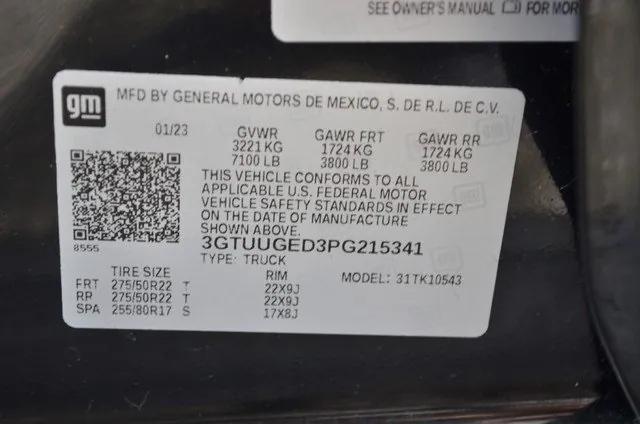 SEE OWNER'S MANUAL FOR MOR
gm
MFD BY GENERAL MOTORS DE MEXICO, S. DE R.L. DE C.V.
01/23 GVWR GAWR FRT GAWR RR
3221 KG 1724 KG 1724 KG
7100 LB 3800 LB 3800 LB
THIS VEHICLE CONFORMS TO ALL
APPLICABLE U.S. FEDERAL MOTOR
VEHICLE SAFETY STANDARDS IN EFFECT
ON THE DATE OF MANUFACTURE
SHOWN ABOVE.
8555
3GTUUGED3PG215341
TYPE: TRUCK
TIRE SIZE RIM MODEL: 31TK10543
FRT 275/50R22 T 22X9J
RR 275/50R22 T 22X9J
SPA 255/80R17 S 17X8J